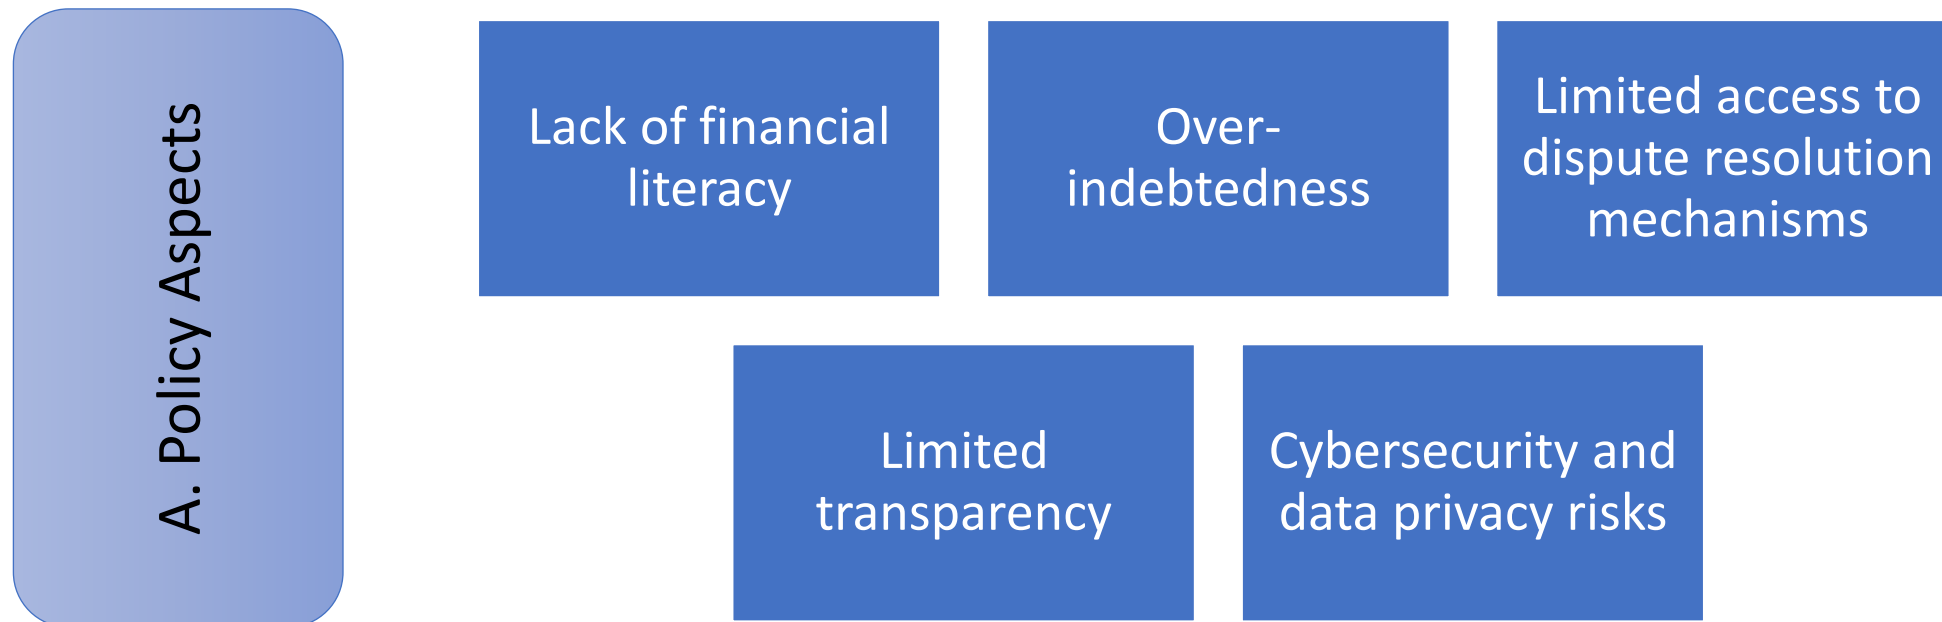 A. Policy Aspects
Lack of financial
literacy
Over-
indebtedness
Limited access to
dispute resolution
mechanisms
Limited
transparency
Cybersecurity and
data privacy risks